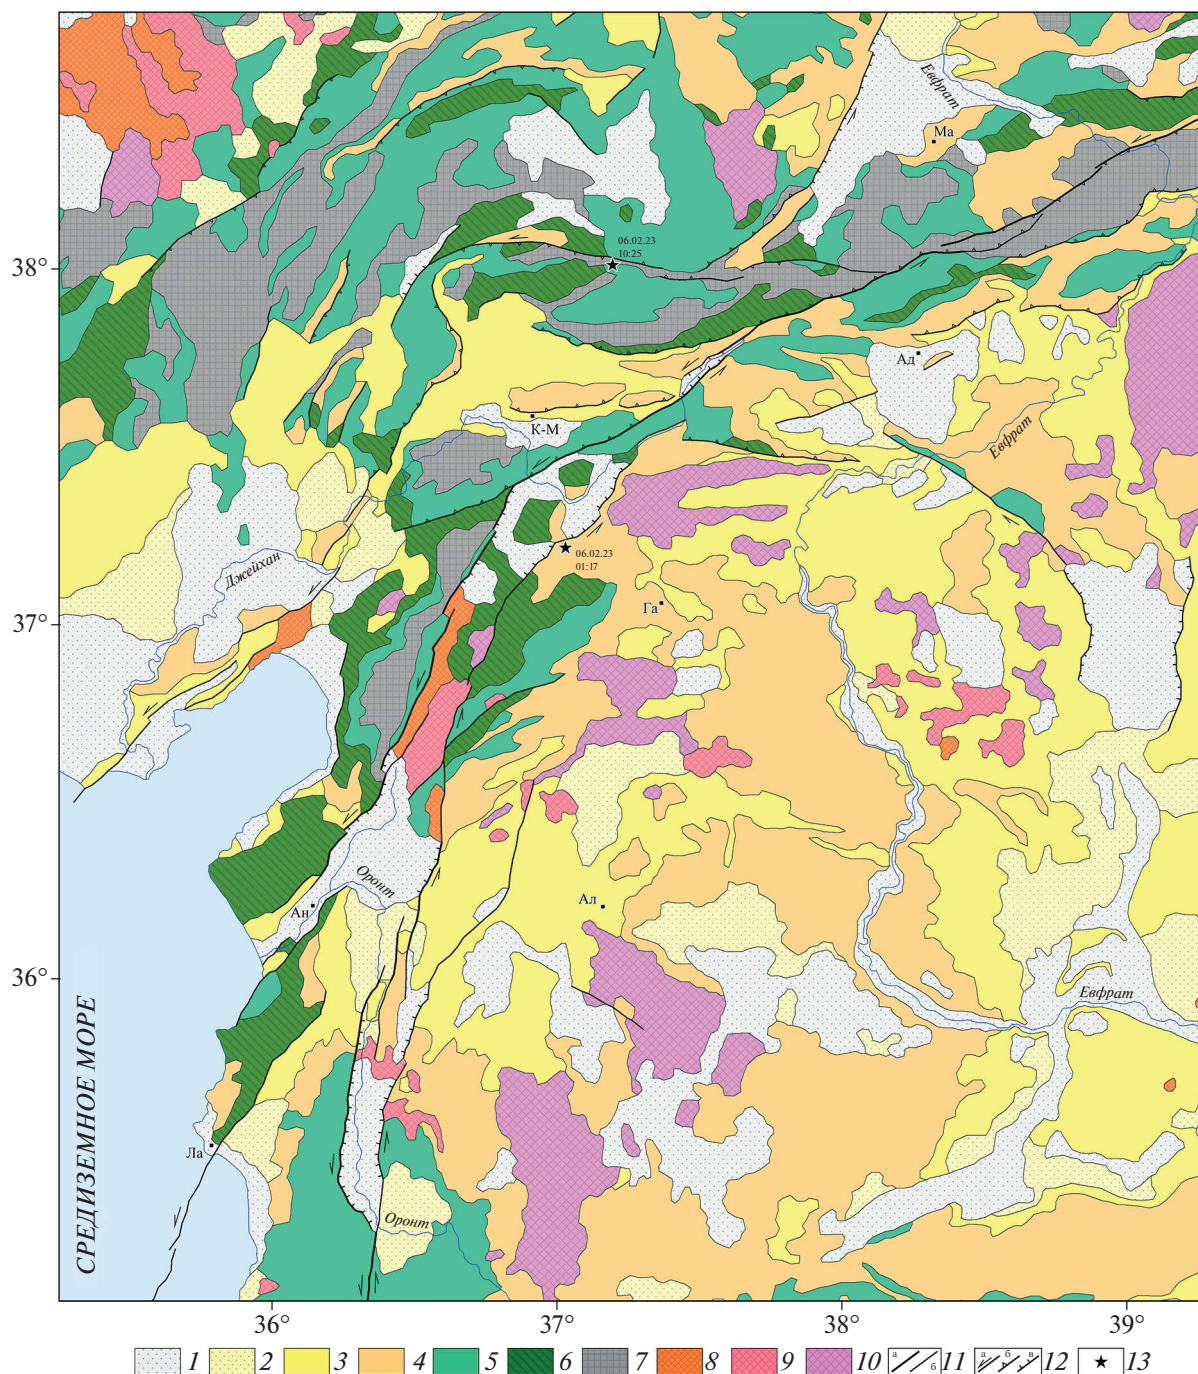 Евфрат
Ма
06.02.23
10:25
38°
Ад
К-М
Евфрат
06.02.23
01:17
Джейхан
Га
37°
Оронт
Ан
Ал
36°
Евфрат
СРЕДИЗЕМНОЕ МОРЕ
Ла
Оронт
36° 37° 38° 39°
1 2 3 4 5 6 7 8 9 10 а б 11 а б в 12 13